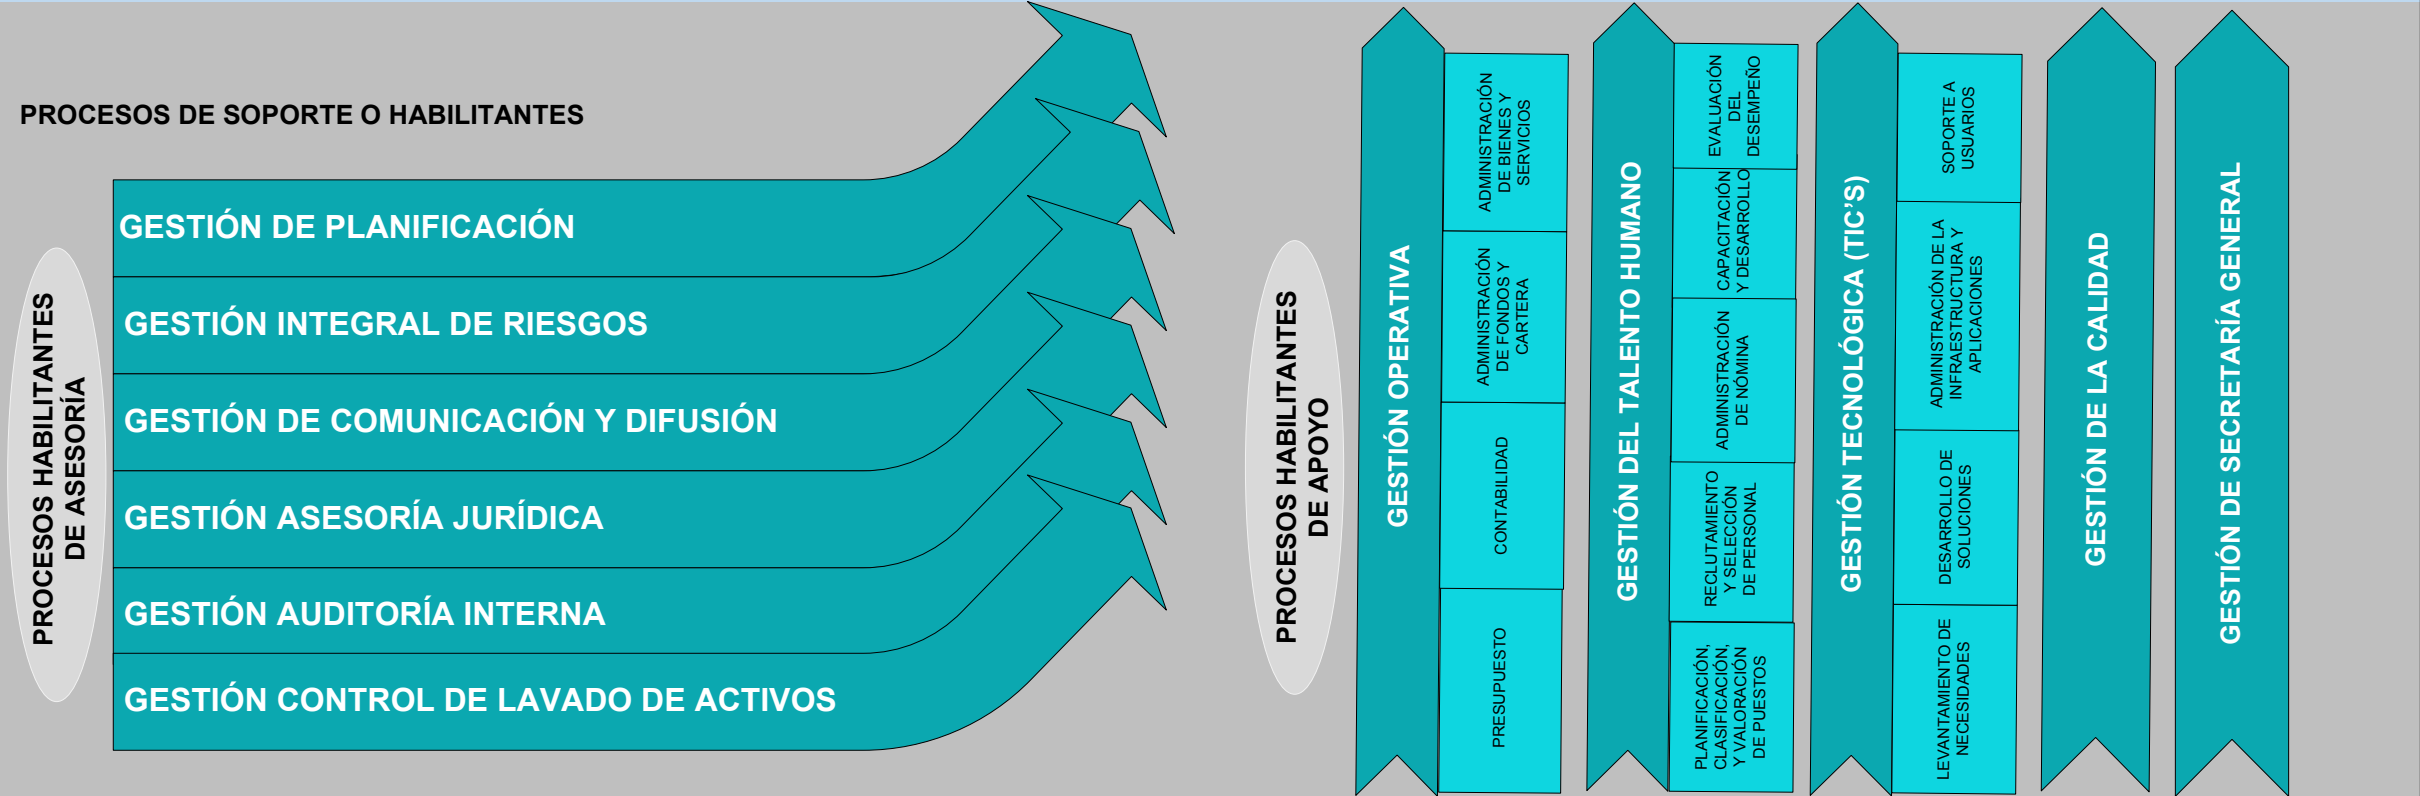 PROCESOS DE SOPORTE O HABILITANTES
PROCESOS HABILITANTES
DE ASESORÍA
GESTIÓN DE PLANIFICACIÓN
GESTIÓN INTEGRAL DE RIESGOS
GESTIÓN DE COMUNICACIÓN Y DIFUSIÓN
GESTIÓN ASESORÍA JURÍDICA
GESTIÓN AUDITORÍA INTERNA
GESTIÓN CONTROL DE LAVADO DE ACTIVOS
PROCESOS HABILITANTES
DE APOYO
GESTIÓN OPERATIVA
ADMINISTRACIÓN
DE BIENES Y
SERVICIOS
ADMINISTRACIÓN
DE FONDOS Y
CARTERA
CONTABILIDAD
PRESUPUESTO
GESTIÓN DEL TALENTO HUMANO
EVALUACIÓN
DEL
DESEMPEÑO
CAPACITACIÓN
Y DESARROLLO
ADMINISTRACIÓN
DE NÓMINA
RECLUTAMIENTO
Y SELECCIÓN
DE PERSONAL
PLANIFICACIÓN,
CLASIFICACIÓN,
Y VALORACIÓN
DE PUESTOS
GESTIÓN TECNOLÓGICA (TIC'S)
SOPORTE A
USUARIOS
ADMINISTRACIÓN DE LA
INFRAESTRUCTURA Y
APLICACIONES
DESARROLLO DE
SOLUCIONES
LEVANTAMIENTO DE
NECESIDADES
GESTIÓN DE LA CALIDAD
GESTIÓN DE SECRETARÍA GENERAL